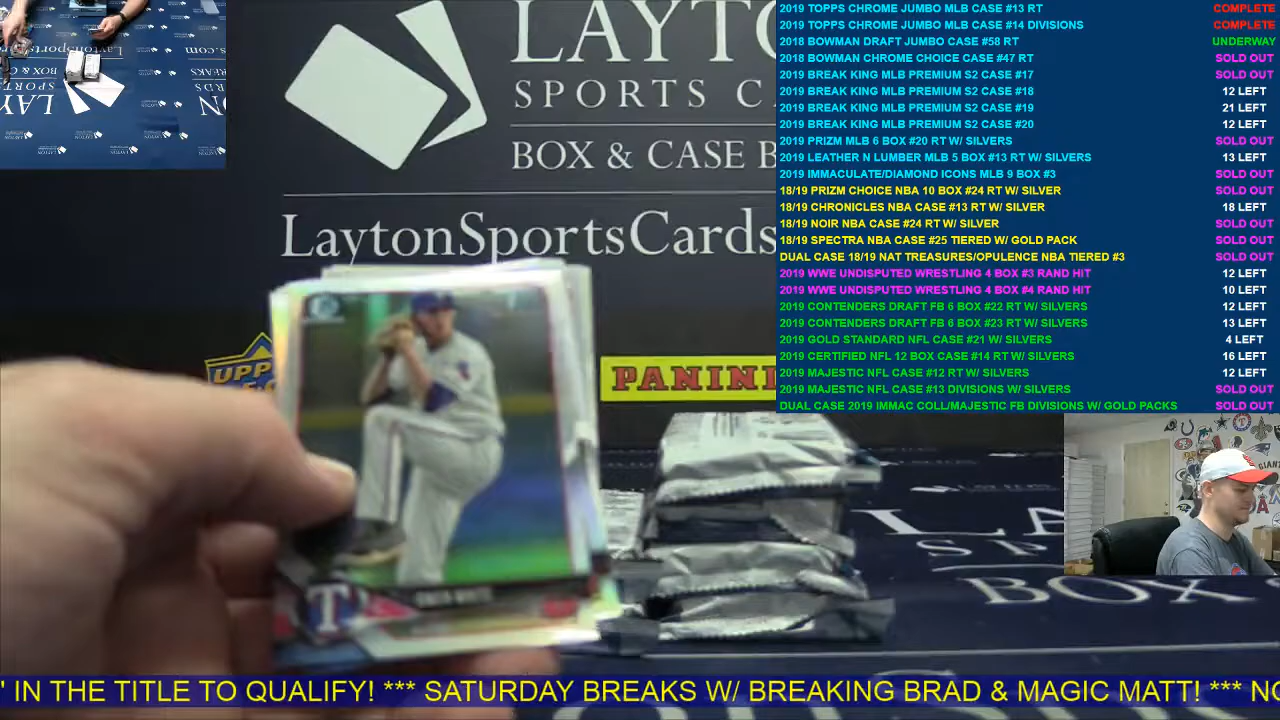 LAYTO
SPORTS C
BOX & CASE B
LaytonSportsCards
UPP
PANINI
LA
SP
BOX S
T
OWEN WHITE
2019 TOPPS CHROME JUMBO MLB CASE #13 RT COMPLETE
2019 TOPPS CHROME JUMBO MLB CASE #14 DIVISIONS COMPLETE
2018 BOWMAN DRAFT JUMBO CASE #58 RT UNDERWAY
2018 BOWMAN CHROME CHOICE CASE #47 RT SOLD OUT
2019 BREAK KING MLB PREMIUM S2 CASE #17 SOLD OUT
2019 BREAK KING MLB PREMIUM S2 CASE #18 12 LEFT
2019 BREAK KING MLB PREMIUM S2 CASE #19 21 LEFT
2019 BREAK KING MLB PREMIUM S2 CASE #20 12 LEFT
2019 PRIZM MLB 6 BOX #20 RT W/ SILVERS SOLD OUT
2019 LEATHER N LUMBER MLB 5 BOX #13 RT W/ SILVERS 13 LEFT
2019 IMMACULATE/DIAMOND ICONS MLB 9 BOX #3 SOLD OUT
18/19 PRIZM CHOICE NBA 10 BOX #24 RT W/ SILVER SOLD OUT
18/19 CHRONICLES NBA CASE #13 RT W/ SILVER 18 LEFT
18/19 NOIR NBA CASE #24 RT W/ SILVER SOLD OUT
18/19 SPECTRA NBA CASE #25 TIERED W/ GOLD PACK SOLD OUT
DUAL CASE 18/19 NAT TREASURES/OPULENCE NBA TIERED #3 SOLD OUT
2019 WWE UNDISPUTED WRESTLING 4 BOX #3 RAND HIT 12 LEFT
2019 WWE UNDISPUTED WRESTLING 4 BOX #4 RAND HIT 10 LEFT
2019 CONTENDERS DRAFT FB 6 BOX #22 RT W/ SILVERS 12 LEFT
2019 CONTENDERS DRAFT FB 6 BOX #23 RT W/ SILVERS 13 LEFT
2019 GOLD STANDARD NFL CASE #21 W/ SILVERS 4 LEFT
2019 CERTIFIED NFL 12 BOX CASE #14 RT W/ SILVERS 16 LEFT
2019 MAJESTIC NFL CASE #12 RT W/ SILVERS 12 LEFT
2019 MAJESTIC NFL CASE #13 DIVISIONS W/ SILVERS SOLD OUT
DUAL CASE 2019 IMMAC COLL/MAJESTIC FB DIVISIONS W/ GOLD PACKS SOLD OUT
' IN THE TITLE TO QUALIFY! *** SATURDAY BREAKS W/ BREAKING BRAD & MAGIC MATT! *** NO